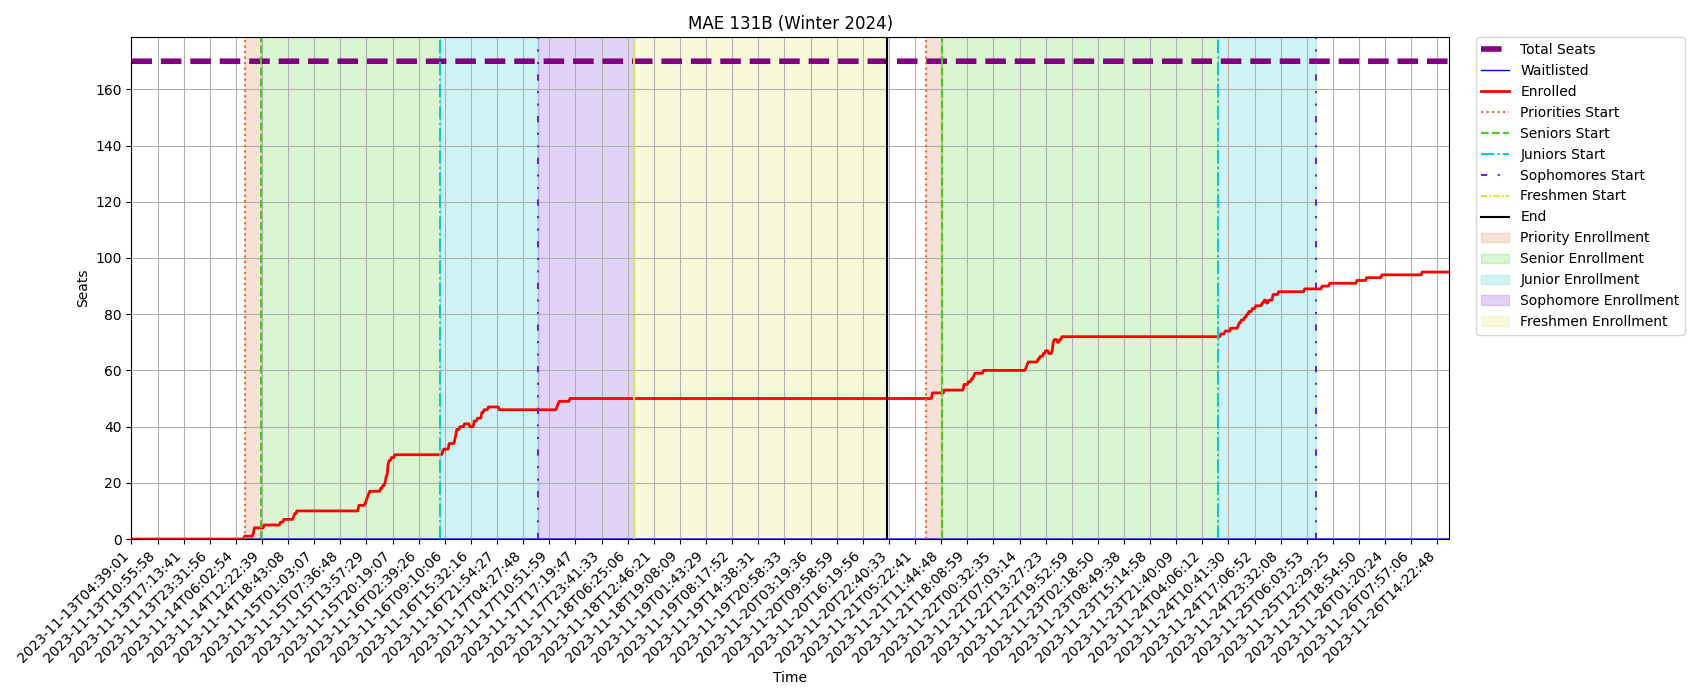 MAE 131B (Winter 2024)
Seats
160
140
120
100
80
60
40
20
0
2023-11-13T04:39:01
2023-11-13T10:55:58
2023-11-13T17:13:41
2023-11-13T23:31:56
2023-11-14T06:02:54
2023-11-14T12:22:39
2023-11-14T18:43:08
2023-11-15T01:03:07
2023-11-15T07:36:48
2023-11-15T13:57:29
2023-11-15T20:19:07
2023-11-16T02:39:26
2023-11-16T09:10:06
2023-11-16T15:32:16
2023-11-16T21:54:27
2023-11-17T04:27:48
2023-11-17T10:51:59
2023-11-17T17:19:47
2023-11-17T23:41:33
2023-11-18T06:25:06
2023-11-18T12:46:21
2023-11-18T19:08:09
2023-11-19T01:43:29
2023-11-19T08:17:52
2023-11-19T14:38:31
2023-11-19T20:58:33
2023-11-20T03:19:36
2023-11-20T09:58:59
2023-11-20T16:19:56
2023-11-20T22:40:33
2023-11-21T05:22:41
2023-11-21T11:44:48
2023-11-21T18:08:59
2023-11-22T00:32:35
2023-11-22T07:03:14
2023-11-22T13:27:23
2023-11-22T19:52:59
2023-11-23T02:18:50
2023-11-23T08:49:38
2023-11-23T15:14:58
2023-11-23T21:40:09
2023-11-24T04:06:12
2023-11-24T10:41:30
2023-11-24T17:06:52
2023-11-24T23:32:08
2023-11-25T06:03:53
2023-11-25T12:29:25
2023-11-25T18:54:50
2023-11-26T01:20:24
2023-11-26T07:57:06
2023-11-26T14:22:48
Time
Total Seats
Waitlisted
Enrolled
Priorities Start
Seniors Start
Juniors Start
Sophomores Start
Freshmen Start
End
Priority Enrollment
Senior Enrollment
Junior Enrollment
Sophomore Enrollment
Freshmen Enrollment